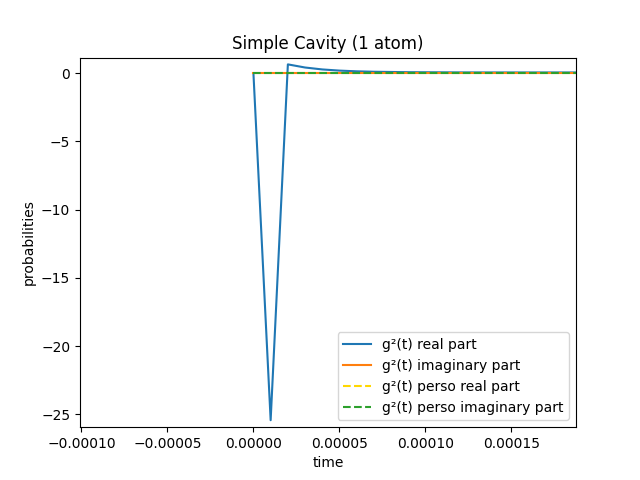 Simple Cavity (1 atom)
probabilities
0
−5
−10
−15
−20
−25
g²(t) real part
g²(t) imaginary part
g²(t) perso real part
g²(t) perso imaginary part
−0.00010 −0.00005 0.00000 0.00005 0.00010 0.00015
time